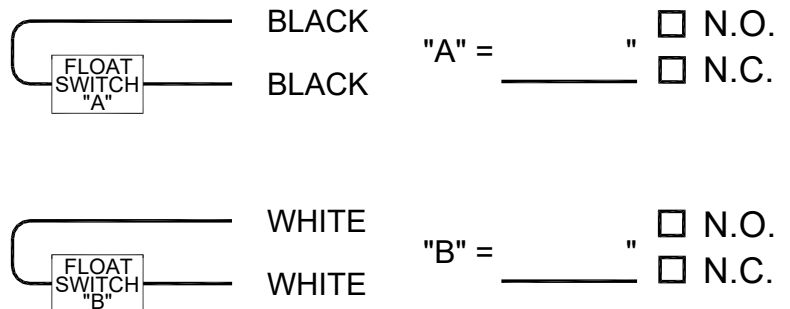 BLACK
FLOAT
SWITCH
"A"
BLACK
"A" = "
☐ N.O.
☐ N.C.
WHITE
FLOAT
SWITCH
"B"
WHITE
"B" = "
☐ N.O.
☐ N.C.